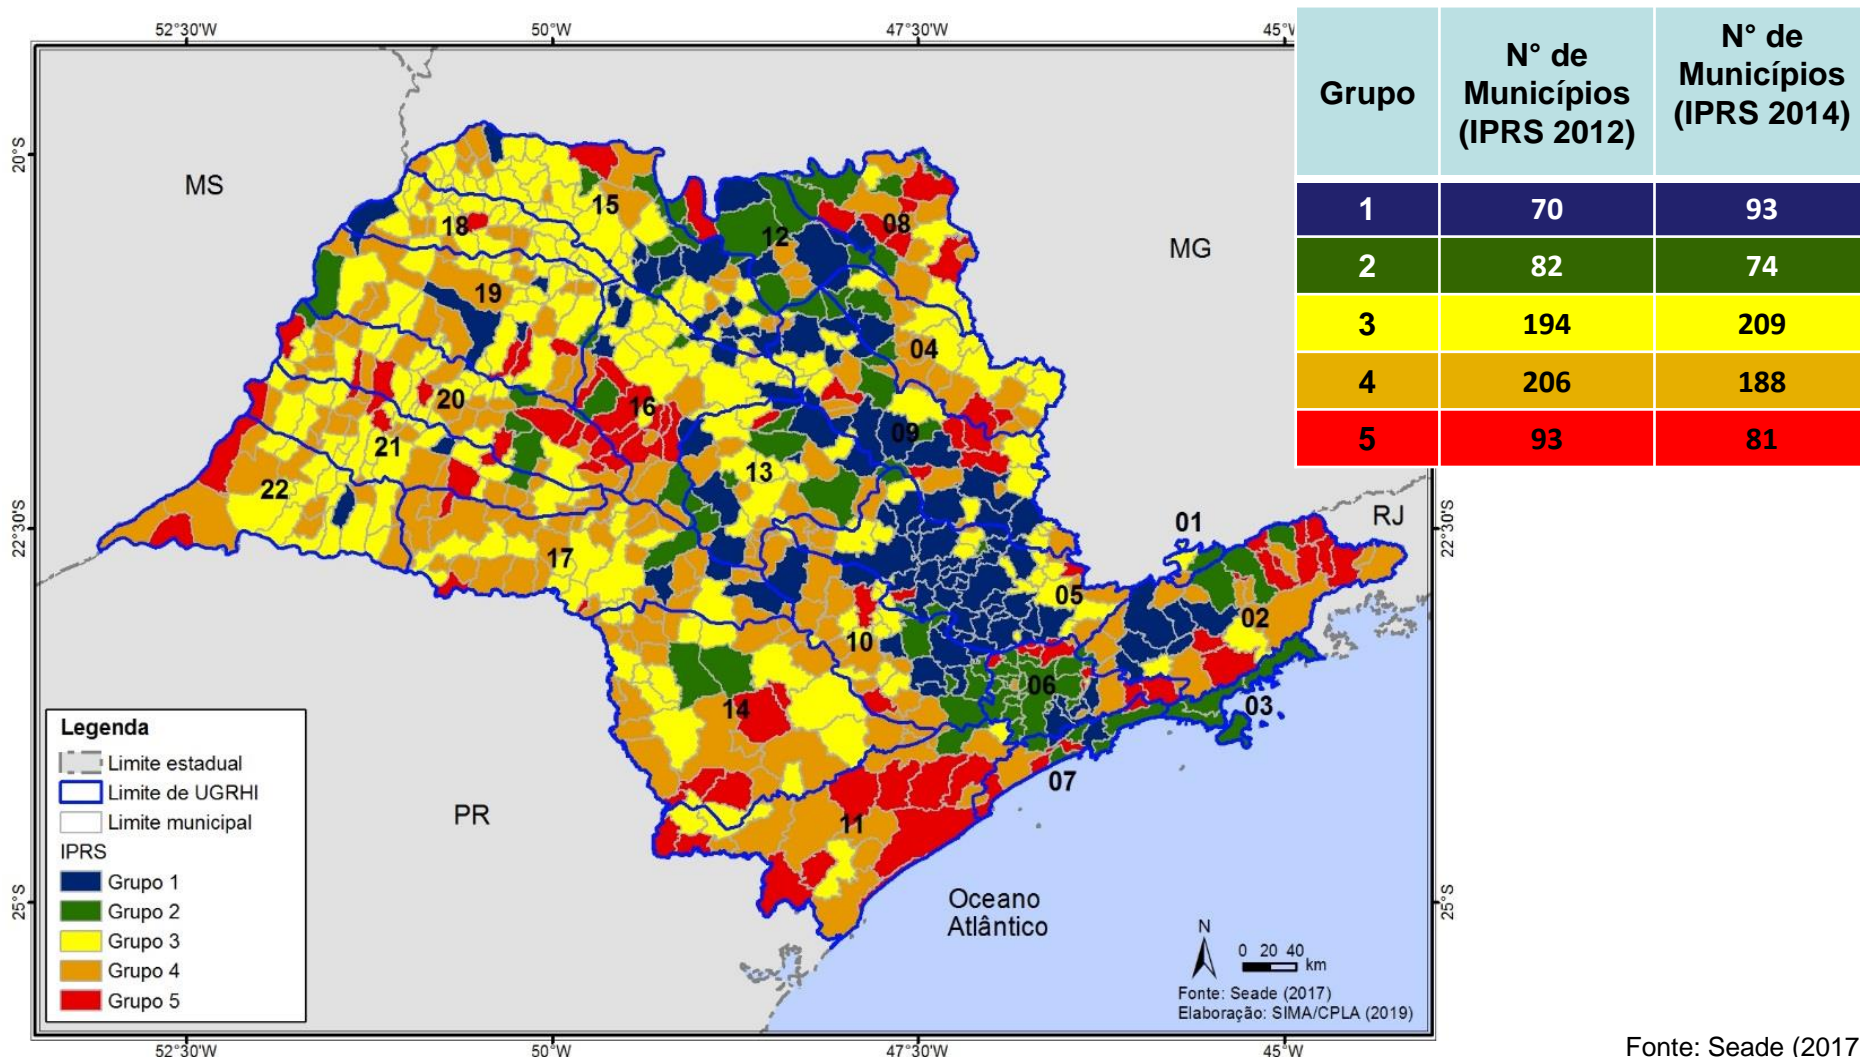 52°30'W
50°W
47°30'W
45°W
20°S
22°30'S
25°S
MS
MG
RJ
PR
Oceano
Atlântico
15
18
12
08
19
04
20
16
09
21
13
22
01
17
05
02
10
06
03
14
07
11
Legenda
Limite estadual
Limite de UGRHI
Limite municipal
IPRS
Grupo 1
Grupo 2
Grupo 3
Grupo 4
Grupo 5
N
0 20 40
km
Fonte: Seade (2017)
Elaboração: SIMA/CPLA (2019)
22°30'S
25°S
52°30'W
50°W
47°30'W
45°W
Grupo
N° de
Municípios
(IPRS 2012)
N° de
Municípios
(IPRS 2014)
1 70 93
2 82 74
3 194 209
4 206 188
5 93 81
Fonte: Seade (2017